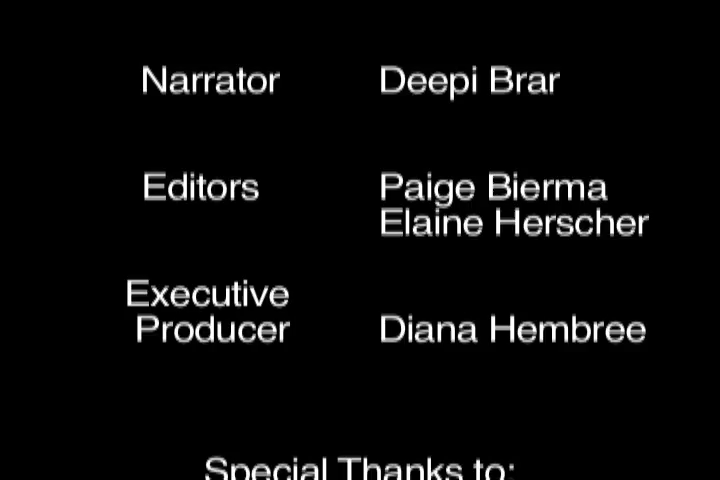 Narrator Deepi Brar
Editors Paige Bierma
Elaine Herscher
Executive
Producer Diana Hembree
Special Thanks to: